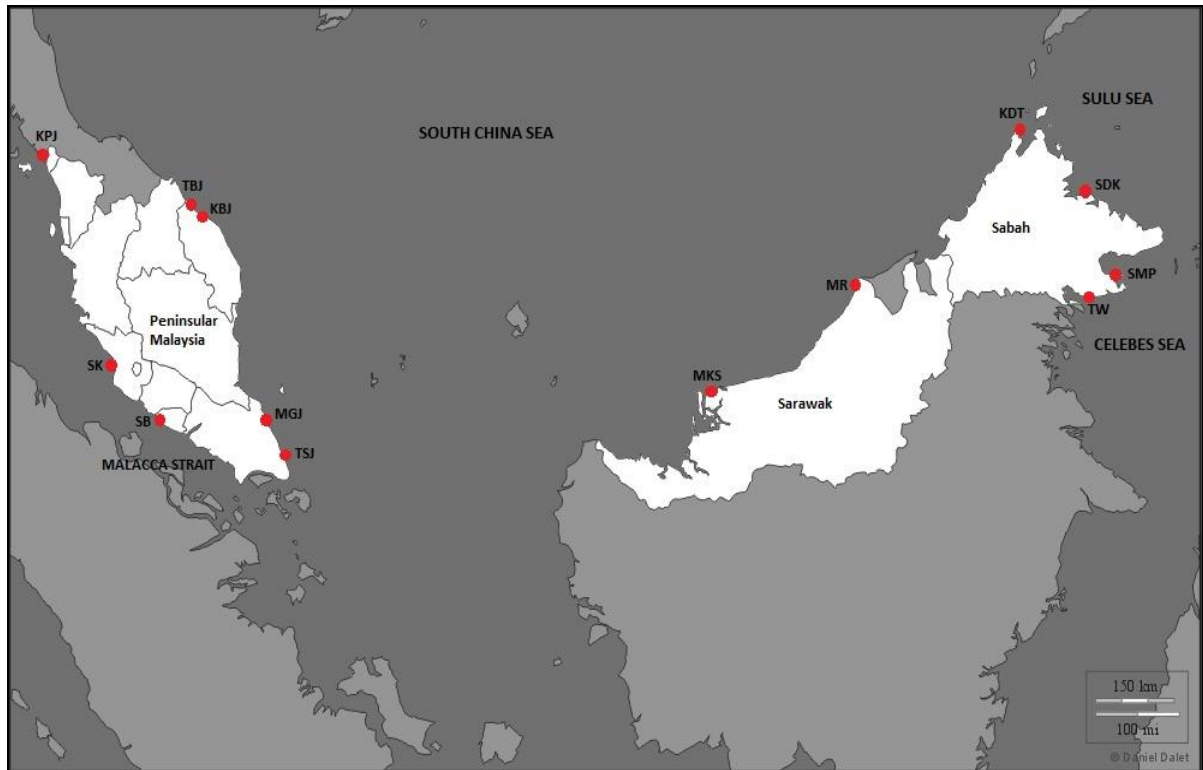 SULU SEA
KDT
SOUTH CHINA SEA
KPJ
TBJ
KBJ
SDK
Sabah
SMP
MR
TW
Peninsular
Malaysia
CELEBES SEA
SK
MKS
Sarawak
MGJ
SB
TSJ
MALACCA STRAIT
150 km
100 mi
© Daniel Dalet